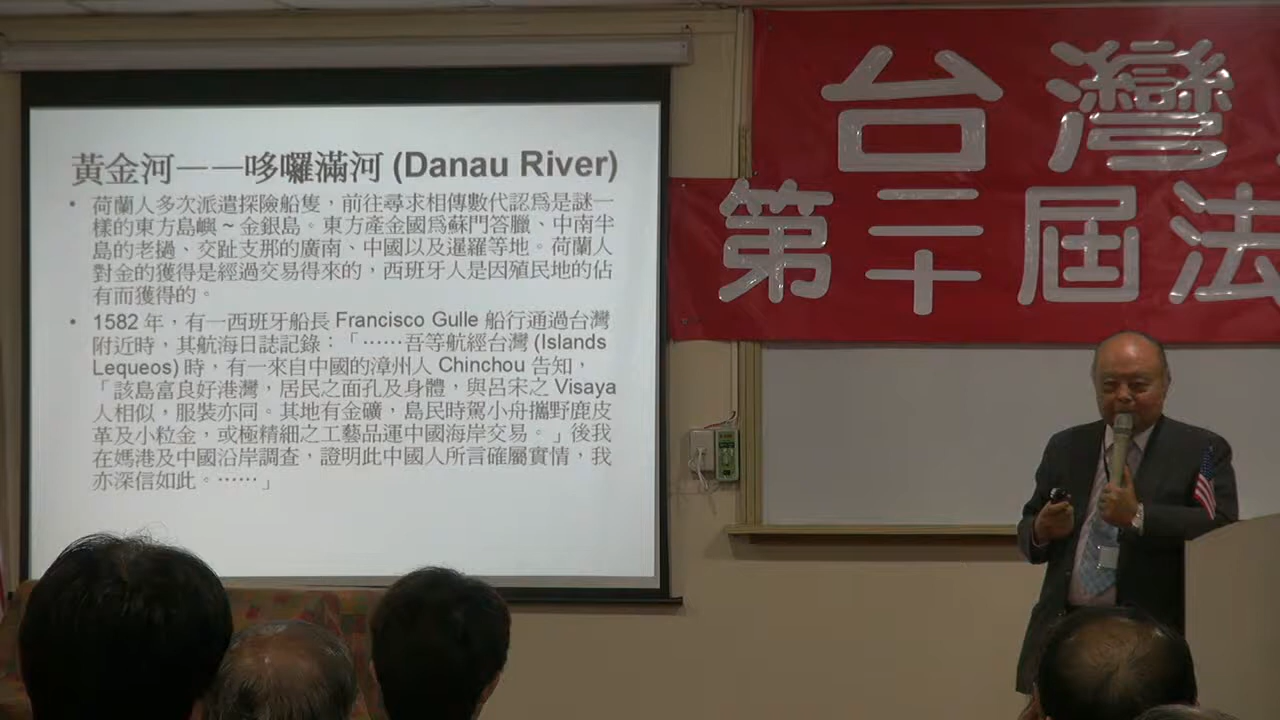 黃金河——哆囉滿河 (Danau River)
• 荷蘭人多次派遣探險船隻，前往尋求相傳數代認爲是謎一
樣的東方島嶼 ~ 金銀島。東方產金國爲蘇門答臘、中南半
島的老撾、交趾支那的廣南、中國以及暹羅等地。荷蘭人
對金的獲得是經過交易得來的，西班牙人是因殖民地的佔
有而獲得的。
• 1582 年，有一西班牙船長 Francisco Gulle 船行通過台灣
附近時，其航海日誌記錄：「⋯⋯吾等航經台灣 (Islands
Lequeos) 時，有一來自中國的漳州人 Chinchou 告知，
「該島富良好港灣，居民之面孔及身體，與呂宋之 Visaya
人相似，服裝亦同。其地有金礦，島民時駕小舟攜野鹿皮
革及小粒金，或極精細之工藝品運中國海岸交易。」後我
在媽港及中國沿岸調查，證明此中國人所言確屬實情，我
亦深信如此。⋯⋯」
台灣
第二十屆法